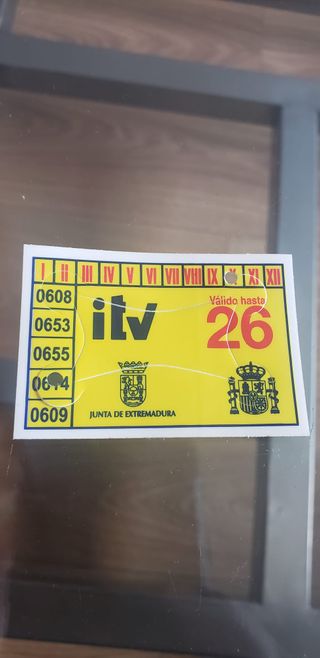 I II III IV V VI VII VIII IX X XI XII
0608
itv
Válido hasta
26
0653
0655
0609
JUNTA DE EXTREMADURA